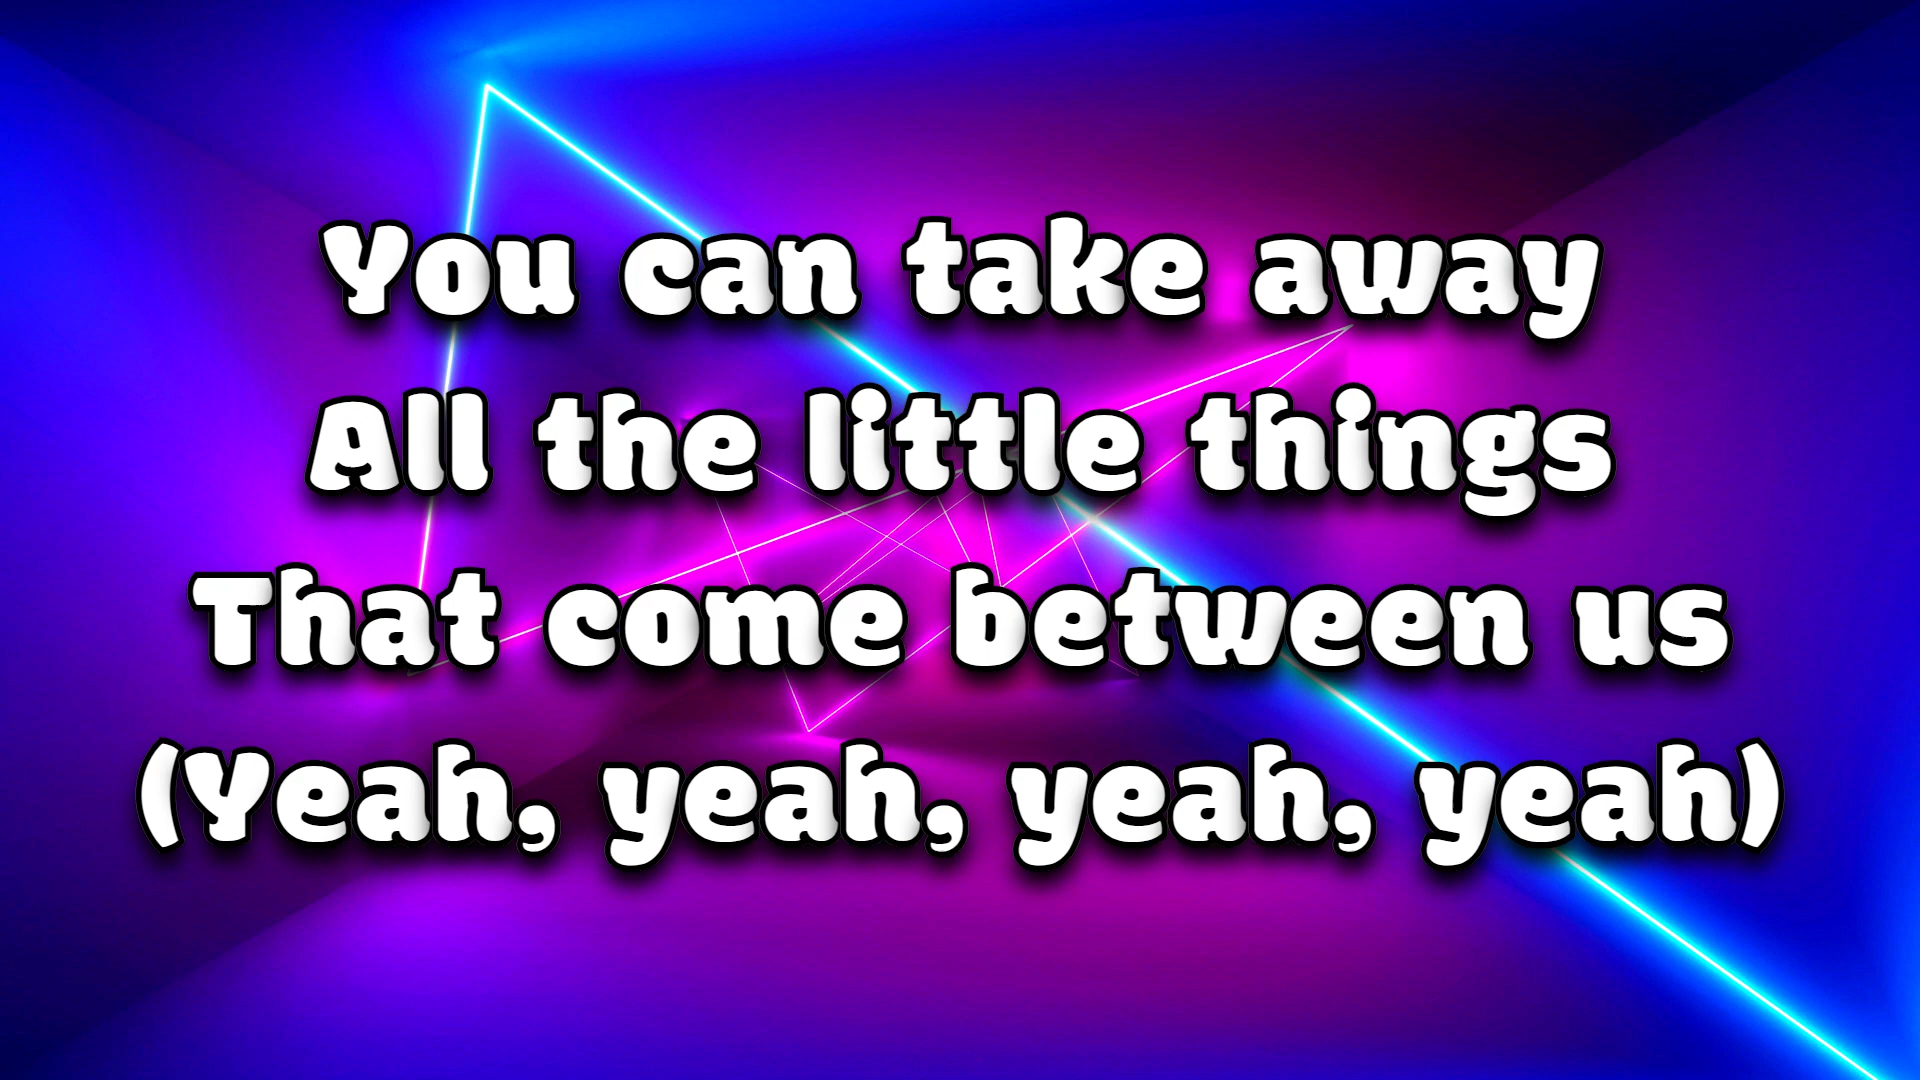 You can take away
All the little things
That come between us
(Yeah, yeah, yeah, yeah)